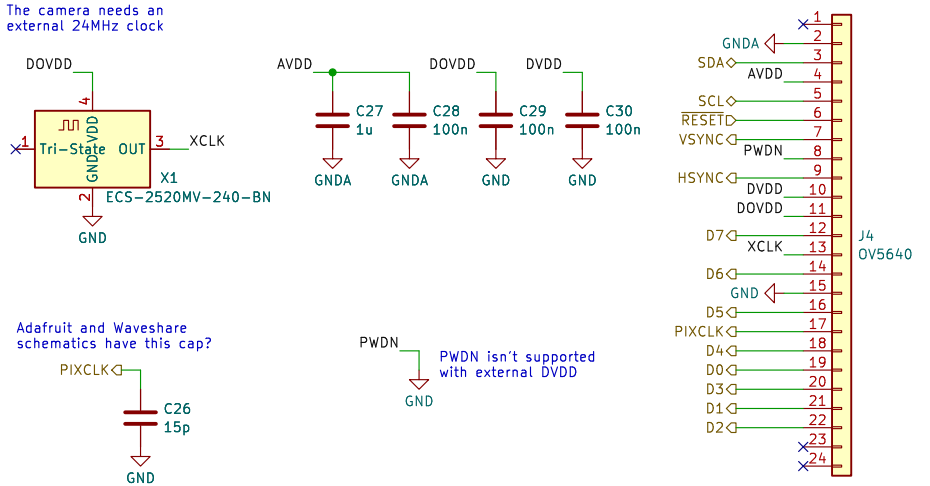 The camera needs an
external 24MHz clock
DOVDD
4
VDD
1
Tri-State
OUT
3
XCLK
GND
2
X1
ECS-2520MV-240-BN
GND
AVDD
C27
1u
GNDA
C28
100n
GNDA
DOVDD
C29
100n
GND
DVDD
C30
100n
GND
Adafruit and Waveshare
schematics have this cap?
PIXCLK
C26
15p
GND
PWDN
GND
PWDN isn't supported
with external DVDD
1
GNDA 2
SDA 3
AVDD 4
SCL 5
RESET 6
VSYNC 7
PWDN 8
HSYNC 9
DVDD 10
DOVDD 11
D7 12
XCLK 13
D6 14
GND 15
D5 16
PIXCLK 17
D4 18
D0 19
D3 20
D1 21
D2 22
23
24
J4
OV5640